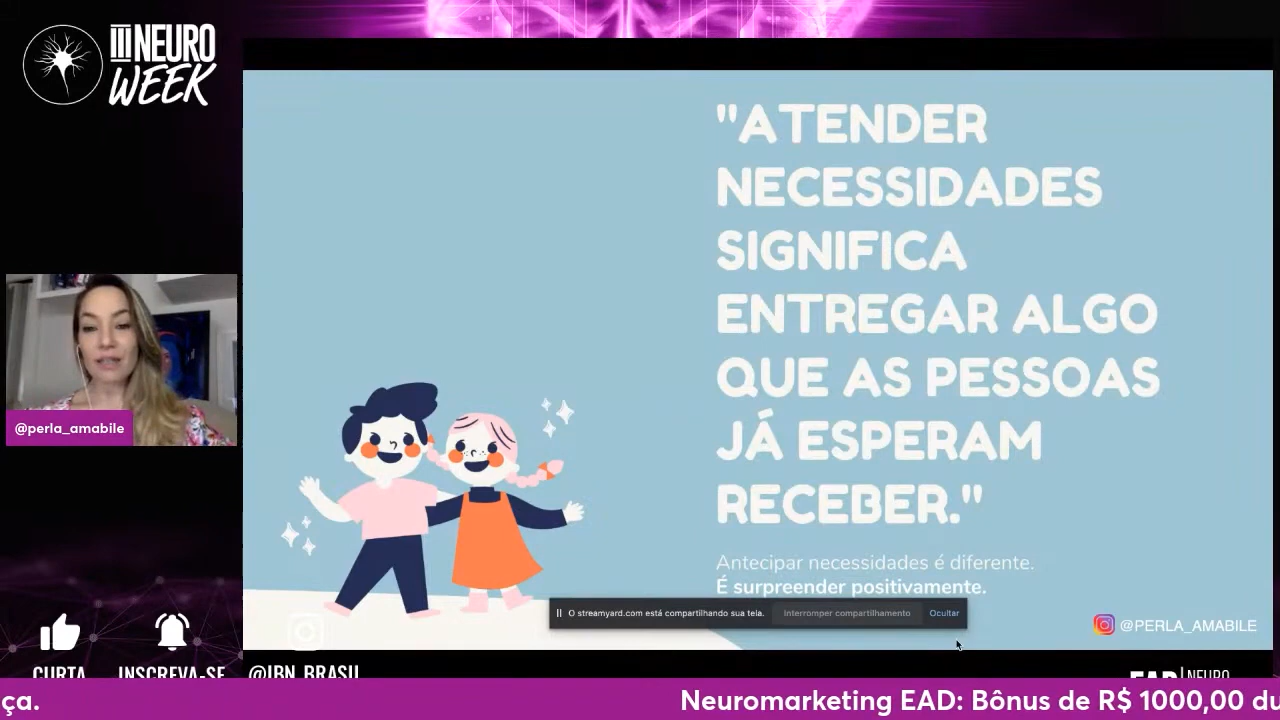 III NEURO
WEEK
"ATENDER
NECESSIDADES
SIGNIFICA
ENTREGAR ALGO
QUE AS PESSOAS
JÁ ESPERAM
RECEBER."
Antecipar necessidades é diferente.
É surpreender positivamente.
@perla_amabile
O streamyard.com está compartilhando sua tela. Interromper compartilhamento Ocultar
@PERLA_AMABILE
CURTA INSCREVA-SE @IBN_BRASIL
EAD NEURO
ça. Neuromarketing EAD: Bônus de R$ 1000,00 du